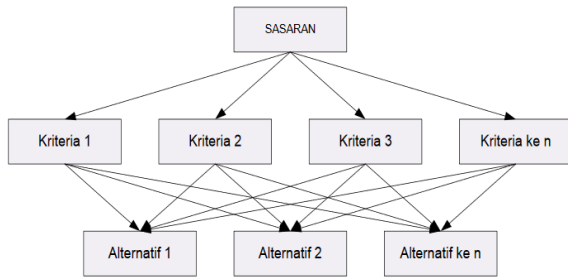 SASARAN
Kriteria 1
Kriteria 2
Kriteria 3
Kriteria ke n
Alternatif 1
Alternatif 2
Alternatif ke n